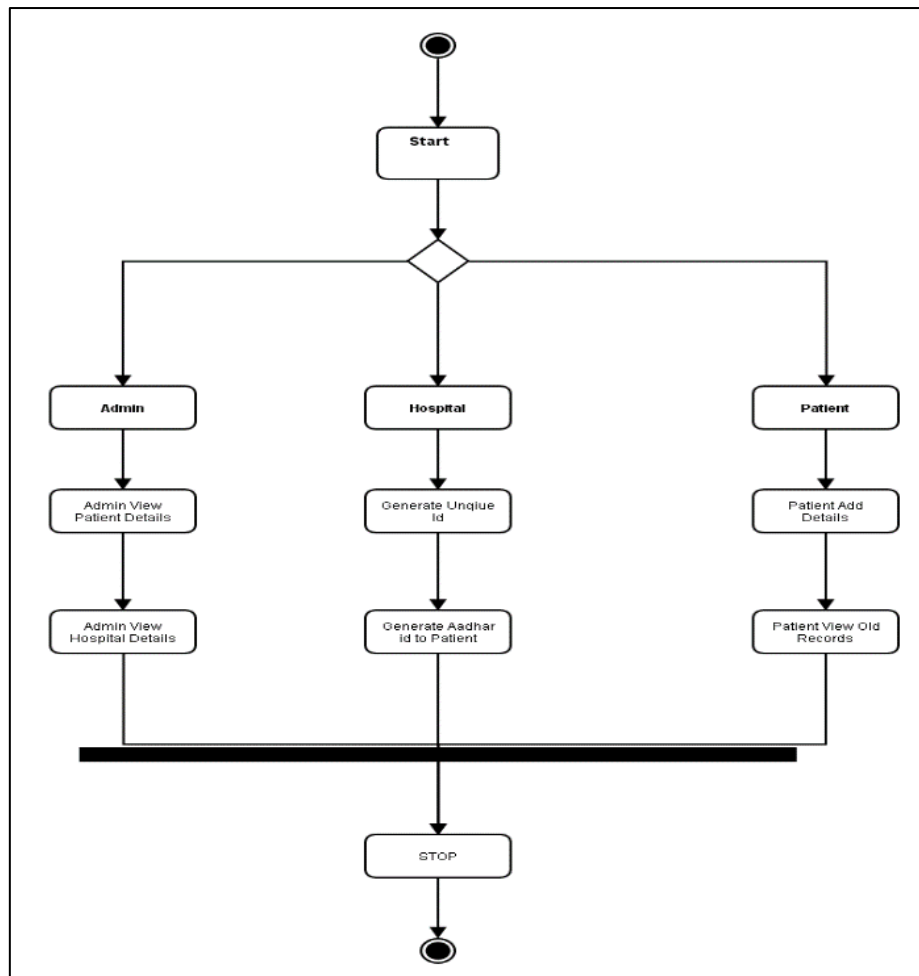 Start
Admin
Hospital
Patient
Admin View
Patient Details
Generate Unqiue
Id
Patient Add
Details
Admin View
Hospital Details
Generate Aadhar
id to Patient
Patient View Old
Records
STOP